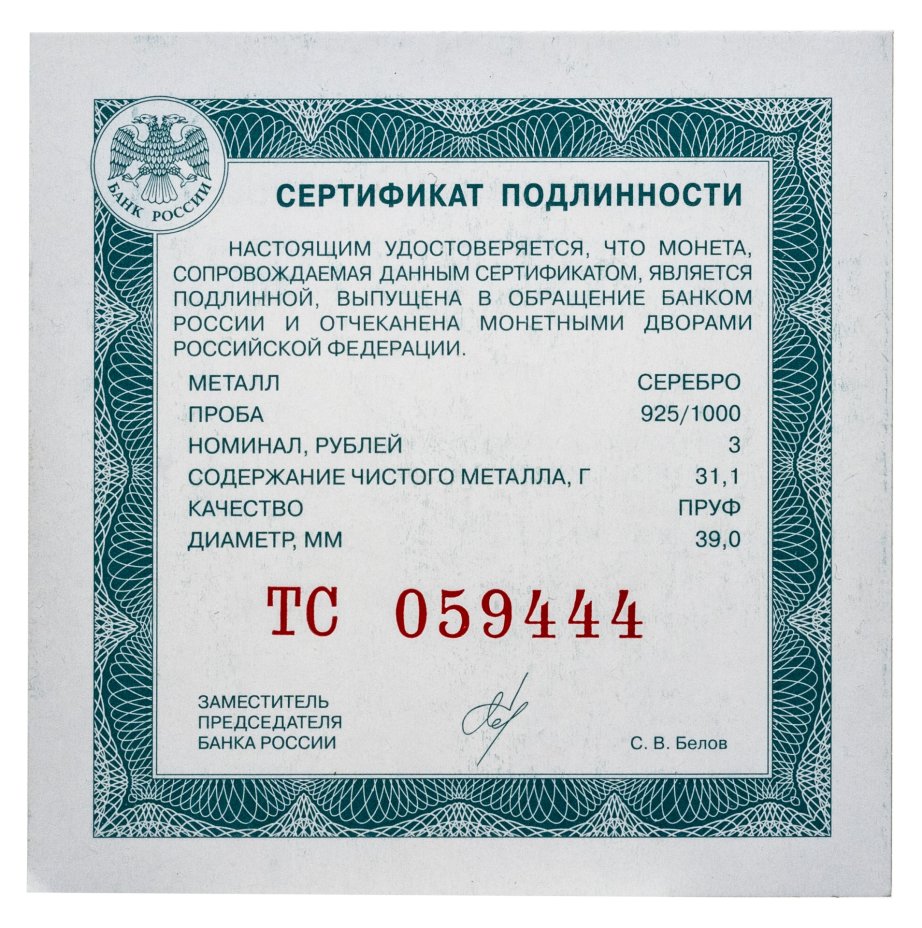 БАНК РОССИИ
СЕРТИФИКАТ ПОДЛИННОСТИ
НАСТОЯЩИМ УДОСТОВЕРЯЕТСЯ, ЧТО МОНЕТА,
СОПРОВОЖДАЕМАЯ ДАННЫМ СЕРТИФИКАТОМ, ЯВЛЯЕТСЯ
ПОДЛИННОЙ, ВЫПУЩЕНА В ОБРАЩЕНИЕ БАНКОМ
РОССИИ И ОТЧЕКАНЕНА МОНЕТНЫМИ ДВОРАМИ
РОССИЙСКОЙ ФЕДЕРАЦИИ.
МЕТАЛЛ СЕРЕБРО
ПРОБА 925/1000
НОМИНАЛ, РУБЛЕЙ 3
СОДЕРЖАНИЕ ЧИСТОГО МЕТАЛЛА, Г 31,1
КАЧЕСТВО ПРУФ
ДИАМЕТР, ММ 39,0
ТС 059444
ЗАМЕСТИТЕЛЬ
ПРЕДСЕДАТЕЛЯ
БАНКА РОССИИ С. В. Белов